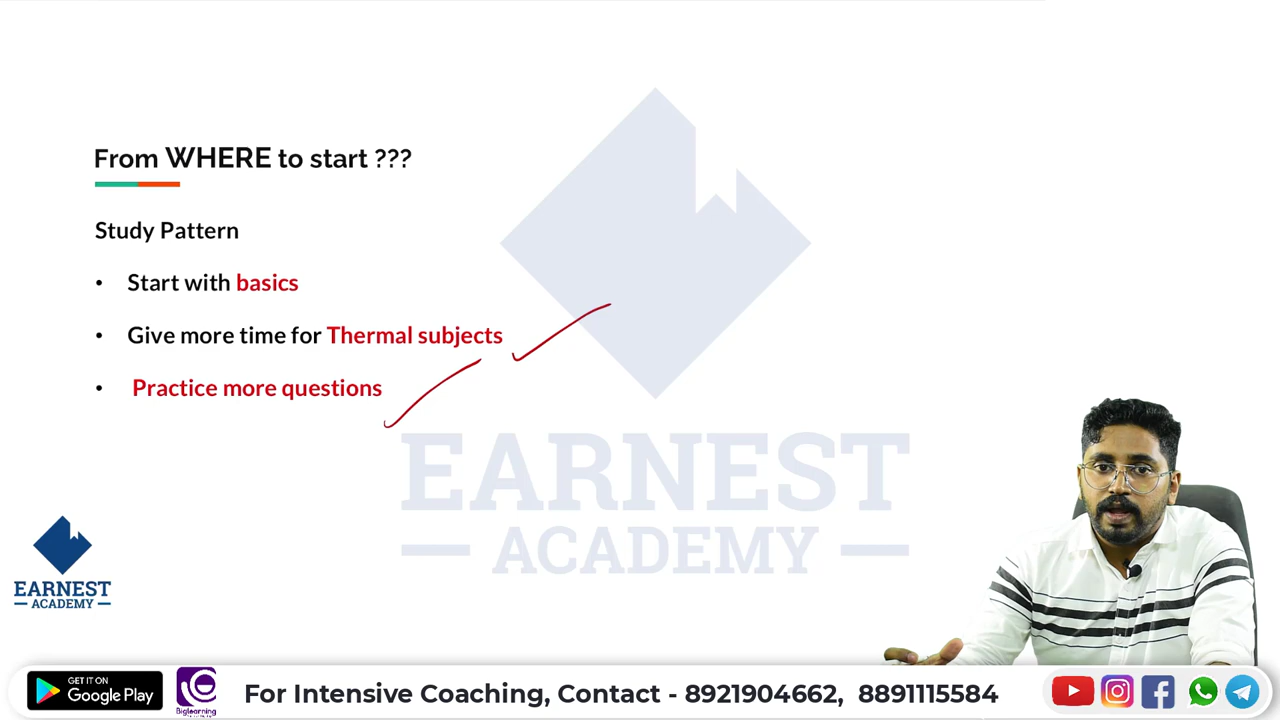 From WHERE to start ???
Study Pattern
• Start with basics
• Give more time for Thermal subjects
• Practice more questions
EARNEST
ACADEMY
EARNEST
ACADEMY
GET IT ON
Google Play
Biglearning
For Intensive Coaching, Contact - 8921904662, 8891115584